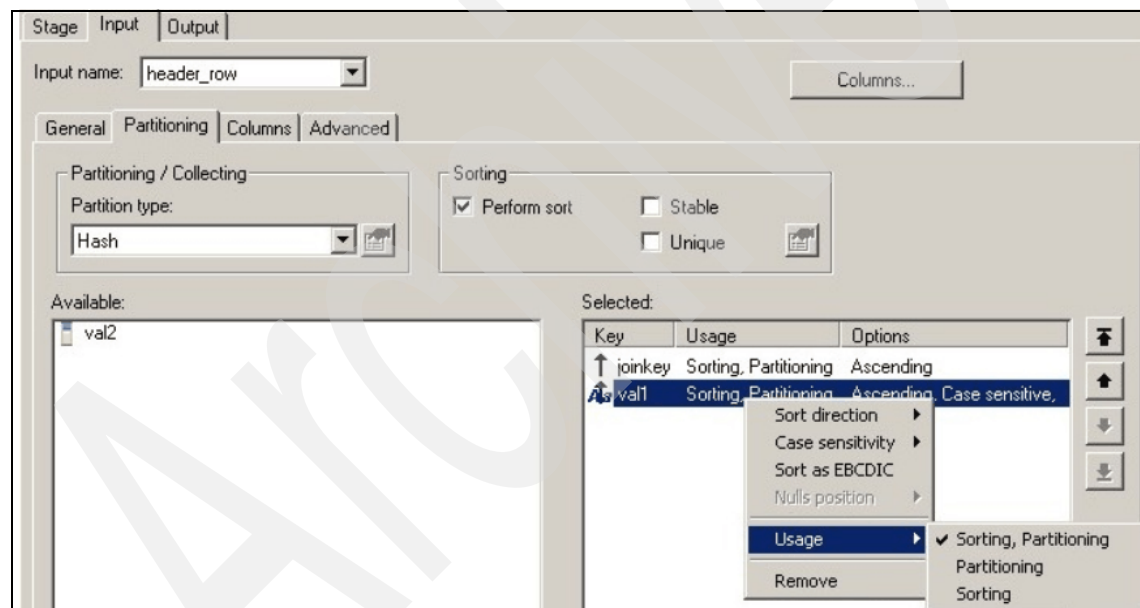 Stage Input Output
Input name: header_row Columns...
General Partitioning Columns Advanced
Partitioning / Collecting Sorting
Partition type: Perform sort Stable
Hash Unique
Available: Selected:
val2 Key Usage Options
joinkey Sorting, Partitioning Ascending
Aa val1 Sorting, Partitioning Ascending, Case sensitive,
Sort direction
Case sensitivity
Sort as EBCDIC
Nulls position
Usage Sorting, Partitioning
Partitioning
Remove Sorting